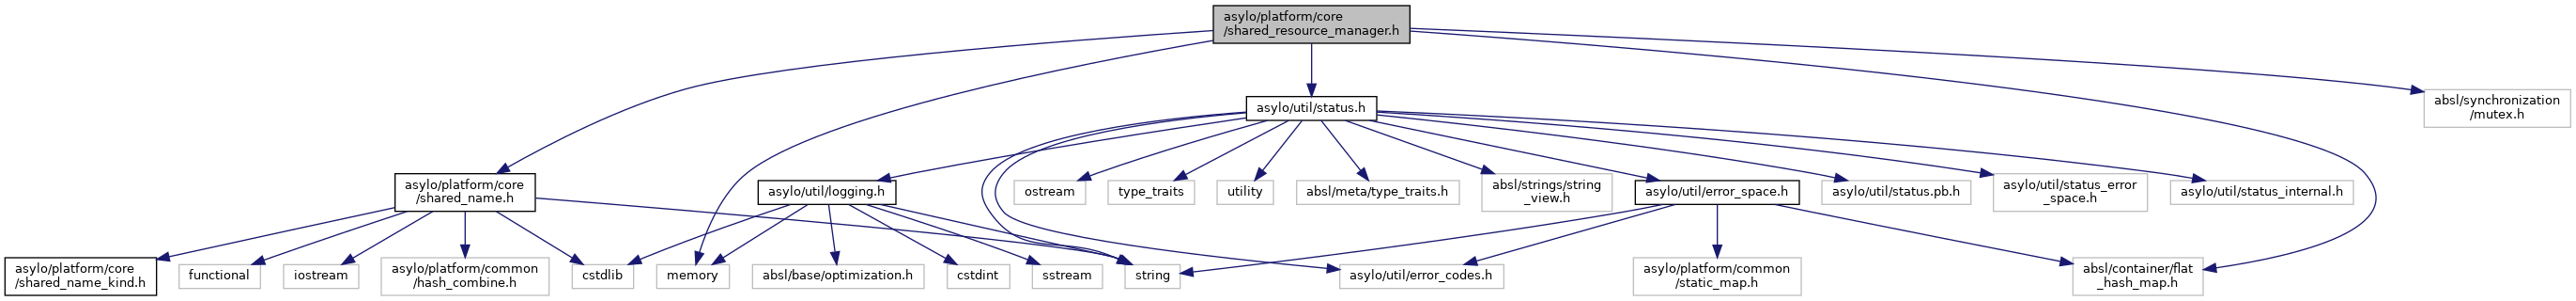 asylo/platform/core
/shared_resource_manager.h
absl/synchronization
/mutex.h
asylo/util/status.h
asylo/platform/core
/shared_name.h
asylo/util/logging.h
ostream
type_traits
utility
absl/meta/type_traits.h
absl/strings/string
_view.h
asylo/util/error_space.h
asylo/util/status.pb.h
asylo/util/status_error
_space.h
asylo/util/status_internal.h
asylo/platform/core
/shared_name_kind.h
functional
iostream
asylo/platform/common
/hash_combine.h
cstdlib
memory
absl/base/optimization.h
cstdint
sstream
string
asylo/util/error_codes.h
asylo/platform/common
/static_map.h
absl/container/flat
_hash_map.h